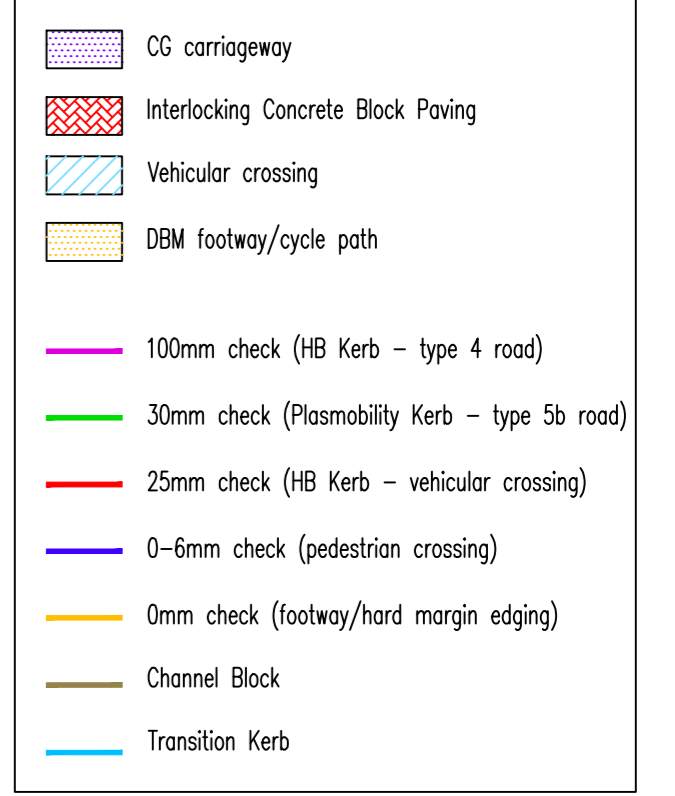 CG carriageway
Interlocking Concrete Block Paving
Vehicular crossing
DBM footway/cycle path
100mm check (HB Kerb - type 4 road)
30mm check (Plasmobility Kerb - type 5b road)
25mm check (HB Kerb - vehicular crossing)
0-6mm check (pedestrian crossing)
0mm check (footway/hard margin edging)
Channel Block
Transition Kerb